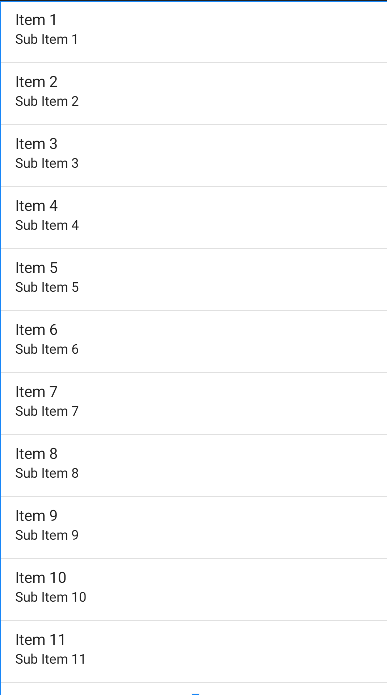 Item 1
Sub Item 1
Item 2
Sub Item 2
Item 3
Sub Item 3
Item 4
Sub Item 4
Item 5
Sub Item 5
Item 6
Sub Item 6
Item 7
Sub Item 7
Item 8
Sub Item 8
Item 9
Sub Item 9
Item 10
Sub Item 10
Item 11
Sub Item 11